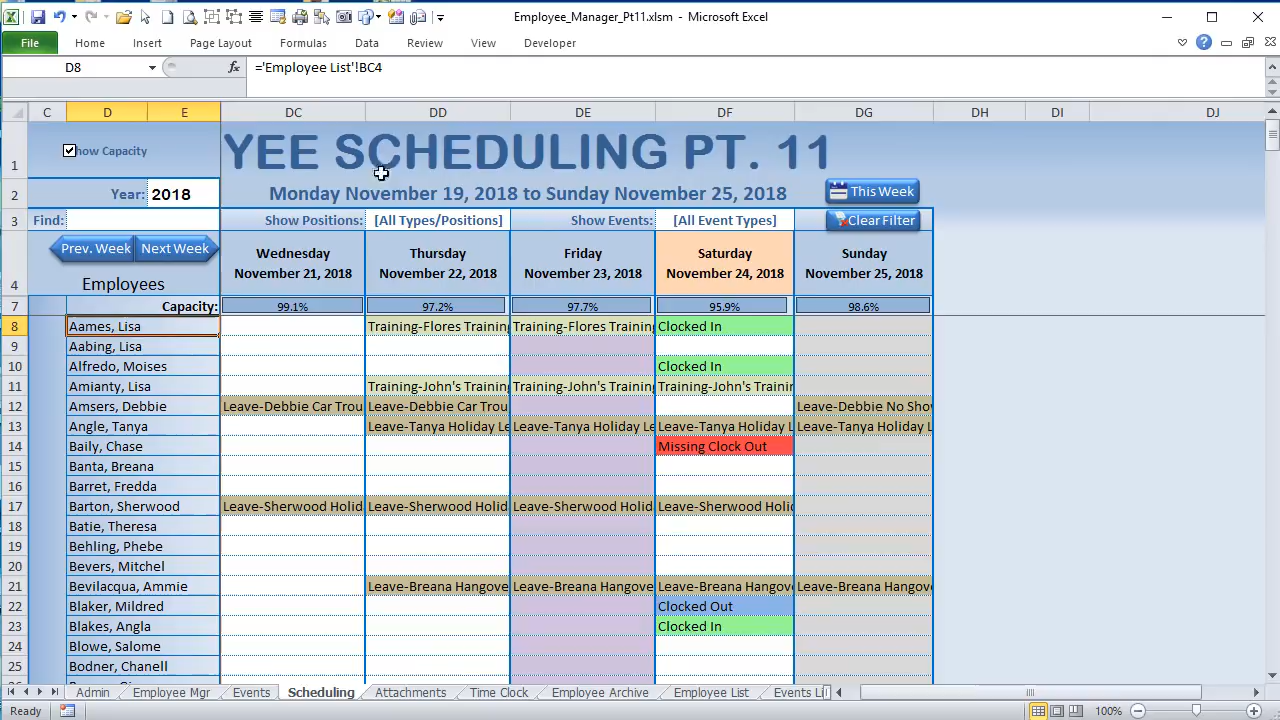 Employee_Manager_Pt11.xlsm - Microsoft Excel
File Home Insert Page Layout Formulas Data Review View Developer
D8 fx ='Employee List'!BC4
C D E DC DD DE DF DG DH DI DJ
1 how Capacity YEE SCHEDULING PT. 11
2 Year: 2018 Monday November 19, 2018 to Sunday November 25, 2018 This Week
3 Find: Show Positions: [All Types/Positions] Show Events: [All Event Types] Clear Filter
Prev. Week Next Week Wednesday Thursday Friday Saturday Sunday
November 21, 2018 November 22, 2018 November 23, 2018 November 24, 2018 November 25, 2018
4 Employees
7 Capacity: 99.1% 97.2% 97.7% 95.9% 98.6%
8 Aames, Lisa Training-Flores Training Training-Flores Training Clocked In
9 Aabing, Lisa
10 Alfredo, Moises Clocked In
11 Amianty, Lisa Training-John's Training Training-John's Training Training-John's Trainin
12 Amsers, Debbie Leave-Debbie Car Trou Leave-Debbie Car Trou Leave-Debbie No Show
13 Angle, Tanya Leave-Tanya Holiday Le Leave-Tanya Holiday Le Leave-Tanya Holiday L Leave-Tanya Holiday L
14 Baily, Chase Missing Clock Out
15 Banta, Breana
16 Barret, Fredda
17 Barton, Sherwood Leave-Sherwood Holid Leave-Sherwood Holid Leave-Sherwood Holid Leave-Sherwood Holid
18 Batie, Theresa
19 Behling, Phebe
20 Bevers, Mitchel
21 Bevilacqua, Ammie Leave-Breana Hangove Leave-Breana Hangove Leave-Breana Hangov Leave-Breana Hangov
22 Blaker, Mildred Clocked Out
23 Blakes, Angla Clocked In
24 Blowe, Salome
25 Bodner, Chanell
Admin Employee Mgr Events Scheduling Attachments Time Clock Employee Archive Employee List Events Li
Ready 100%